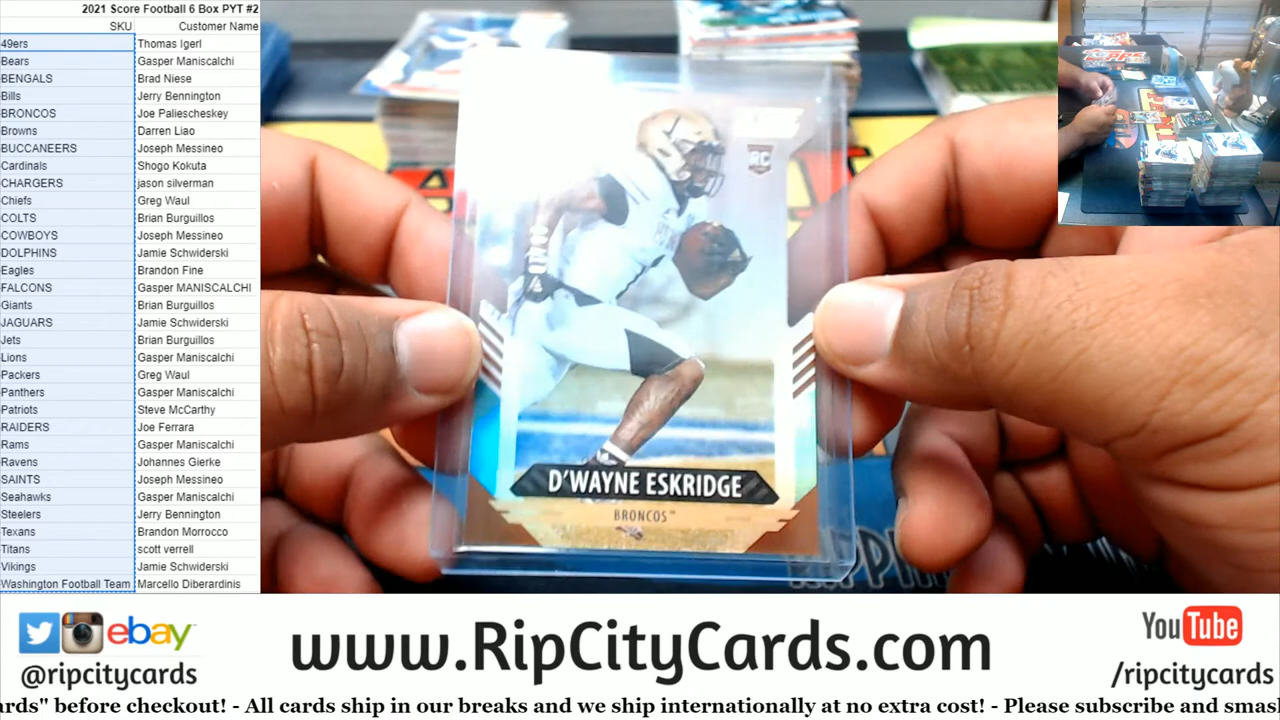 2021 Score Football 6 Box PYT #2
SKU Customer Name
49ers Thomas Igerl
Bears Gasper Maniscalchi
BENGALS Brad Niese
Bills Jerry Bennington
BRONCOS Joe Paliescheskey
Browns Darren Liao
BUCCANEERS Joseph Messineo
Cardinals Shogo Kokuta
CHARGERS jason silverman
Chiefs Greg Waul
COLTS Brian Burguillos
COWBOYS Joseph Messineo
DOLPHINS Jamie Schwiderski
Eagles Brandon Fine
FALCONS Gasper MANISCALCHI
Giants Brian Burguillos
JAGUARS Jamie Schwiderski
Jets Brian Burguillos
Lions Gasper Maniscalchi
Packers Greg Waul
Panthers Gasper Maniscalchi
Patriots Steve McCarthy
RAIDERS Joe Ferrara
Rams Gasper Maniscalchi
Ravens Johannes Gierke
SAINTS Joseph Messineo
Seahawks Gasper Maniscalchi
Steelers Jerry Bennington
Texans Brandon Morrocco
Titans scott verrell
Vikings Jamie Schwiderski
Washington Football Team Marcello Diberardinis
RC
D'WAYNE ESKRIDGE
BRONCOS™
ebay
@ripcitycards
www.RipCityCards.com
YouTube
/ripcitycards
rds" before checkout! - All cards ship in our breaks and we ship internationally at no extra cost! - Please subscribe and smas